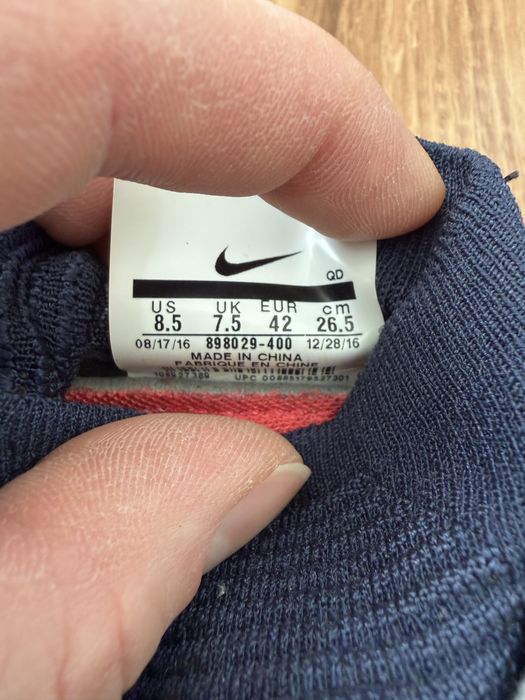 QD
US UK EUR cm
8.5 7.5 42 26.5
08/17/16 898029-400 12/28/16
MADE IN CHINA
FABRIQUE EN CHINE
UPC